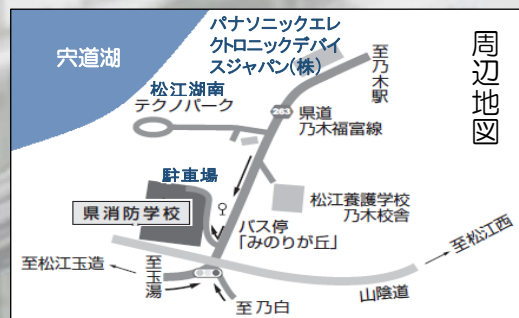 周辺地図
宍道湖
パナソニックエレ
クトロニックデバイ
スジャパン(株)
至乃木駅
松江湖南
テクノパーク
263
県道
乃木福富線
駐車場
松江養護学校
乃木校舎
県消防学校
バス停
「みのりが丘」
至松江西
至松江玉造
至玉湯
至乃白
山陰道